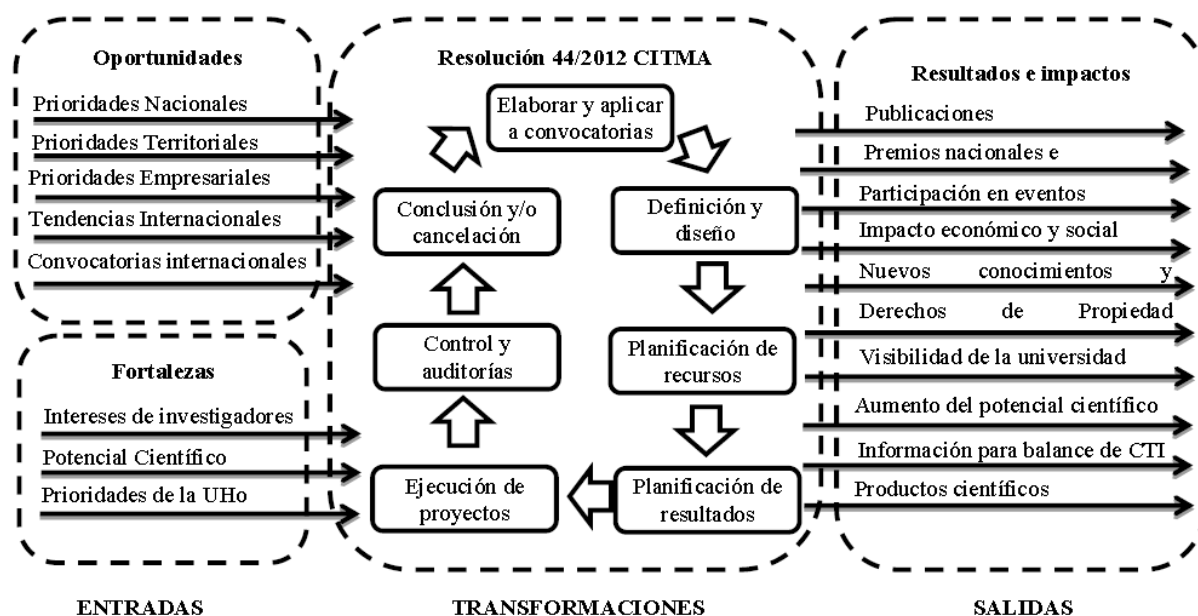 Oportunidades
Prioridades Nacionales
Prioridades Territoriales
Prioridades Empresariales
Tendencias Internacionales
Convocatorias internacionales
Fortalezas
Intereses de investigadores
Potencial Científico
Prioridades de la UHo
ENTRADAS
Resolución 44/2012 CITMA
Elaborar y aplicar
a convocatorias
Definición y
diseño
Planificación de
recursos
Planificación de
resultados
Ejecución de
proyectos
Control y
auditorías
Conclusión y/o
cancelación
TRANSFORMACIONES
Resultados e impactos
Publicaciones
Premios nacionales e
Participación en eventos
Impacto económico y social
Nuevos conocimientos y
Derechos de Propiedad
Visibilidad de la universidad
Aumento del potencial científico
Información para balance de CTI
Productos científicos
SALIDAS